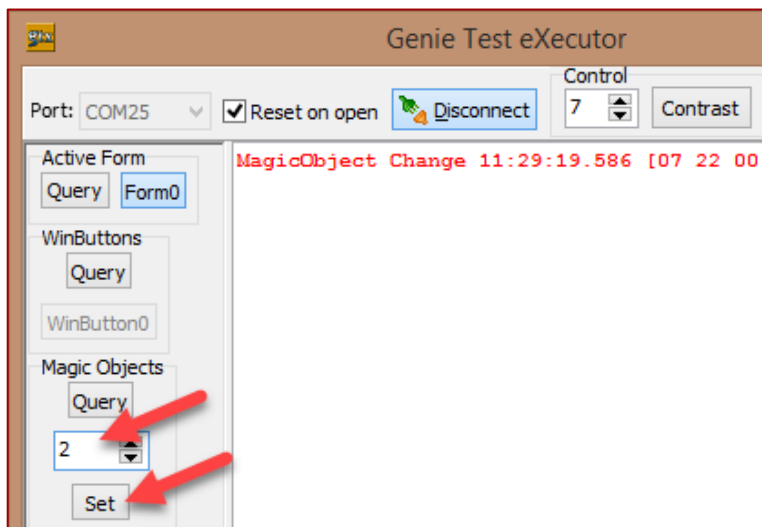 Genie Test eXecutor
Port: COM25 Reset on open Disconnect
Control
7 Contrast
Active Form
Query Form0
WinButtons
Query
WinButton0
Magic Objects
Query
2
Set
MagicObject Change 11:29:19.586 [07 22 00